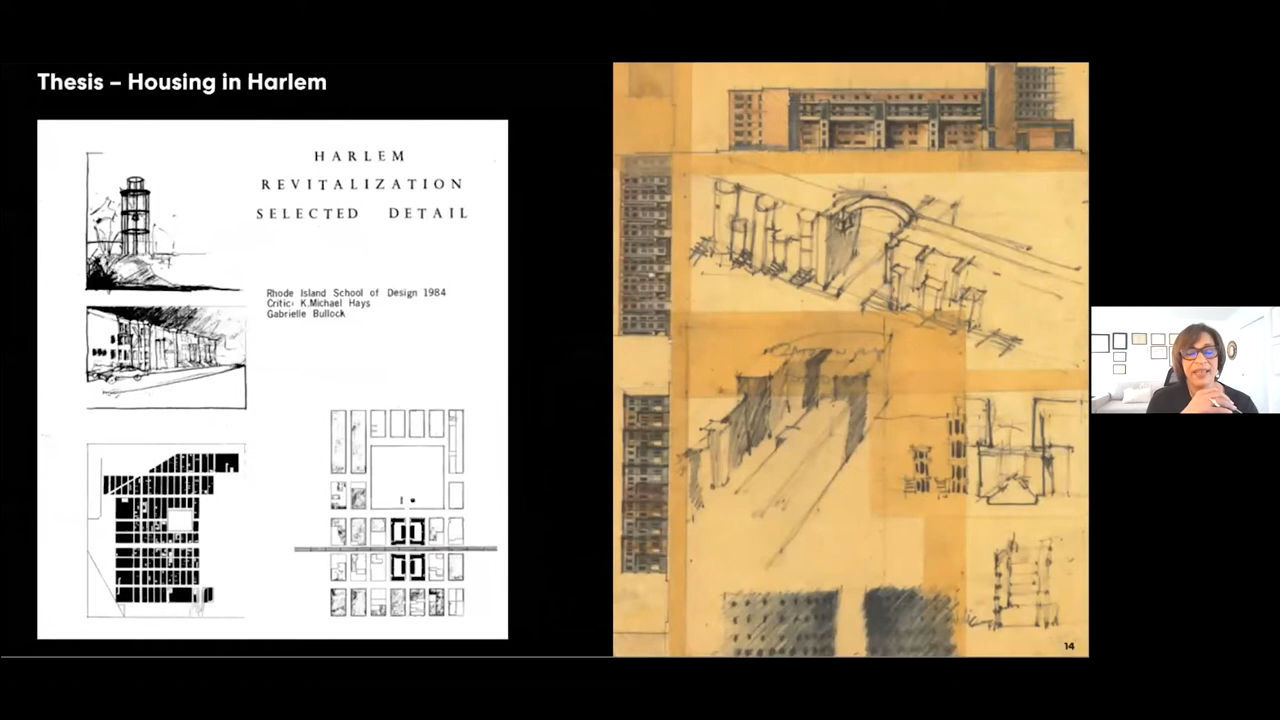 Thesis – Housing in Harlem
HARLEM
REVITALIZATION
SELECTED DETAIL
Rhode Island School of Design 1984
Critic: K.Michael Hays
Gabrielle Bullock
14